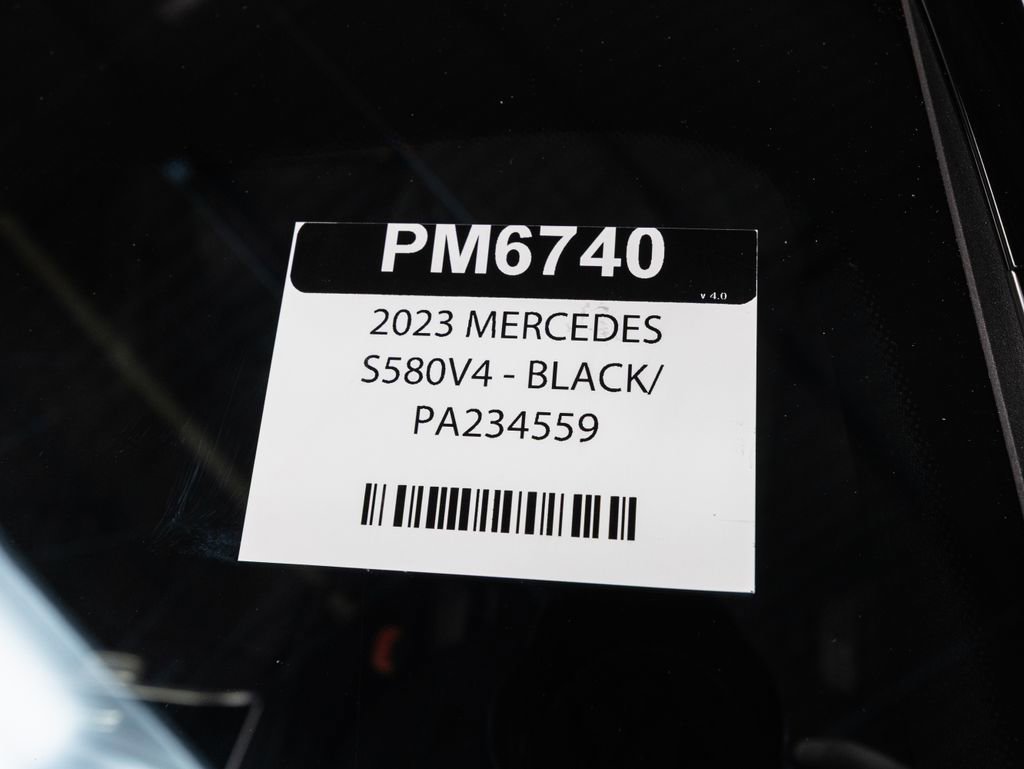 PM6740
v 4.0
2023 MERCEDES
S580V4 - BLACK/
PA234559